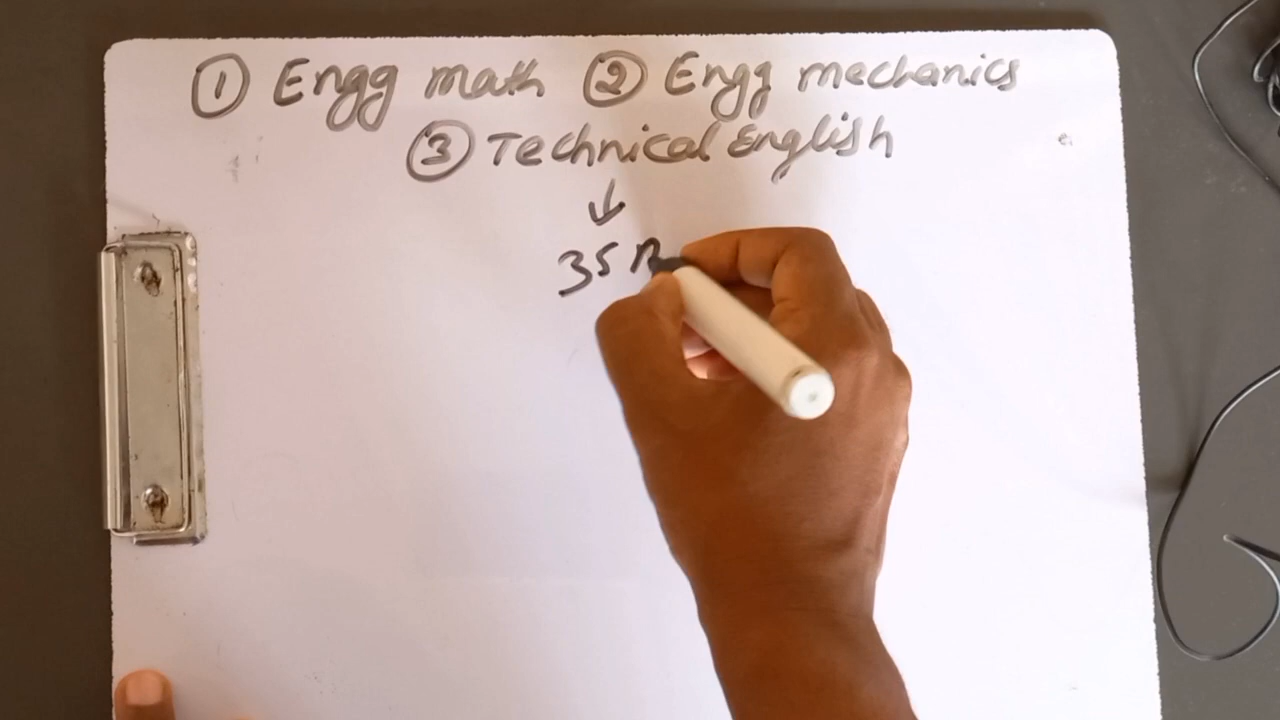 ① Engg math ② Engg mechanics
③ Technical English
↓
35